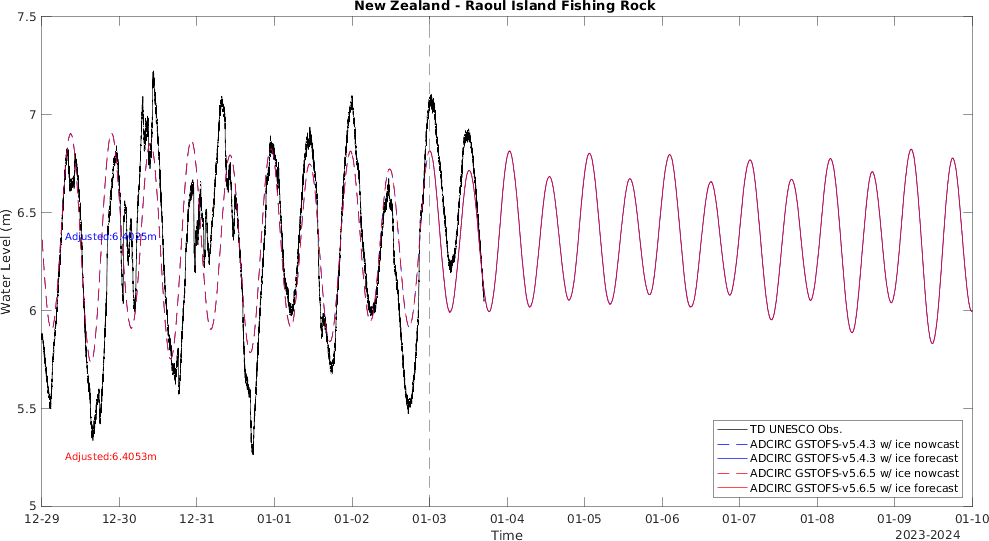 New Zealand - Raoul Island Fishing Rock
7.5
7
6.5
6
5.5
5
Water Level (m)
Adjusted:6.4025m
Adjusted:6.4053m
TD UNESCO Obs.
ADCIRC GSTOFS-v5.4.3 w/ ice nowcast
ADCIRC GSTOFS-v5.4.3 w/ ice forecast
ADCIRC GSTOFS-v5.6.5 w/ ice nowcast
ADCIRC GSTOFS-v5.6.5 w/ ice forecast
12-29 12-30 12-31 01-01 01-02 01-03 01-04 01-05 01-06 01-07 01-08 01-09 01-10
Time
2023-2024